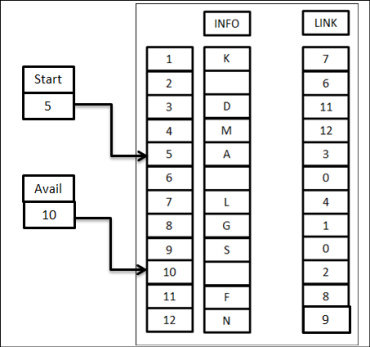 INFO LINK
1 K 7
2 6
Start 3 D 11
5 4 M 12
5 A 3
6 0
Avail 7 L 4
10 8 G 1
9 S 0
10 2
11 F 8
12 N 9